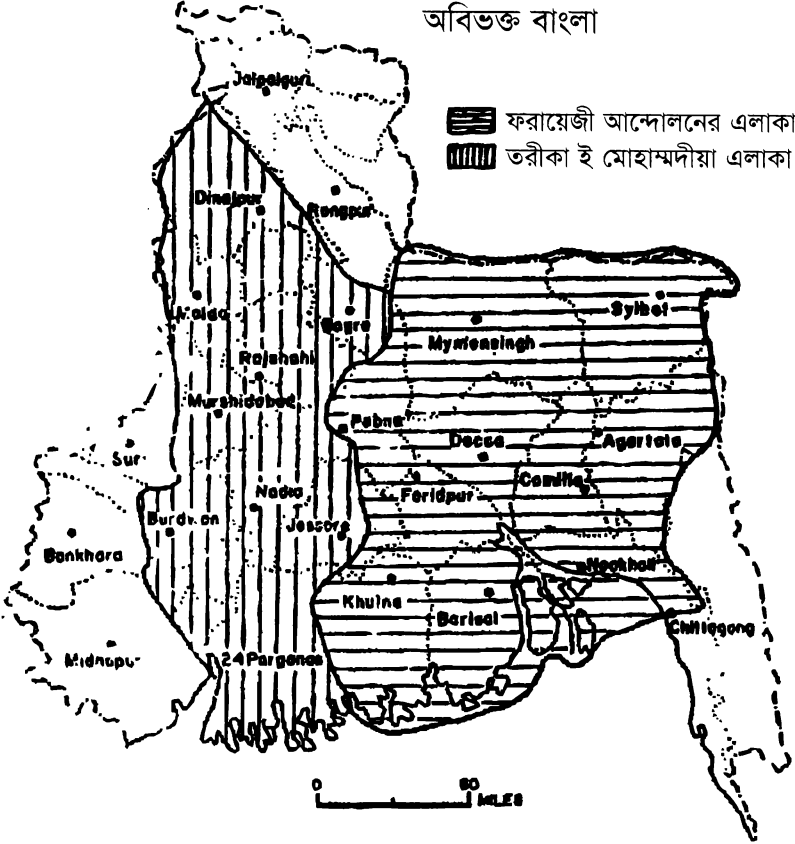 অবিভক্ত বাংলা
Jalpaiguri
ফরায়েজী আন্দোলনের এলাকা
তরীকা ই মোহাম্মদীয়া এলাকা
Dinajpur
Rangpur
Malda
Bogra
Sylhet
Mymensingh
Rajshahi
Murshidabad
Pabna
Dacca
Agartala
Sur
Faridpur
Comilla
Nadia
Burdwan
Jessore
Bankhara
Noakhali
Khulna
Barisal
Chittagong
Midnapur
24 Parganas
0 50
MILES